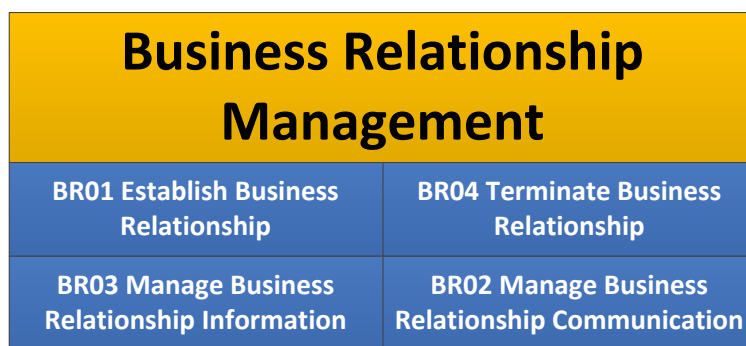 Business Relationship
Management
BR01 Establish Business
Relationship
BR04 Terminate Business
Relationship
BR03 Manage Business
Relationship Information
BR02 Manage Business
Relationship Communication